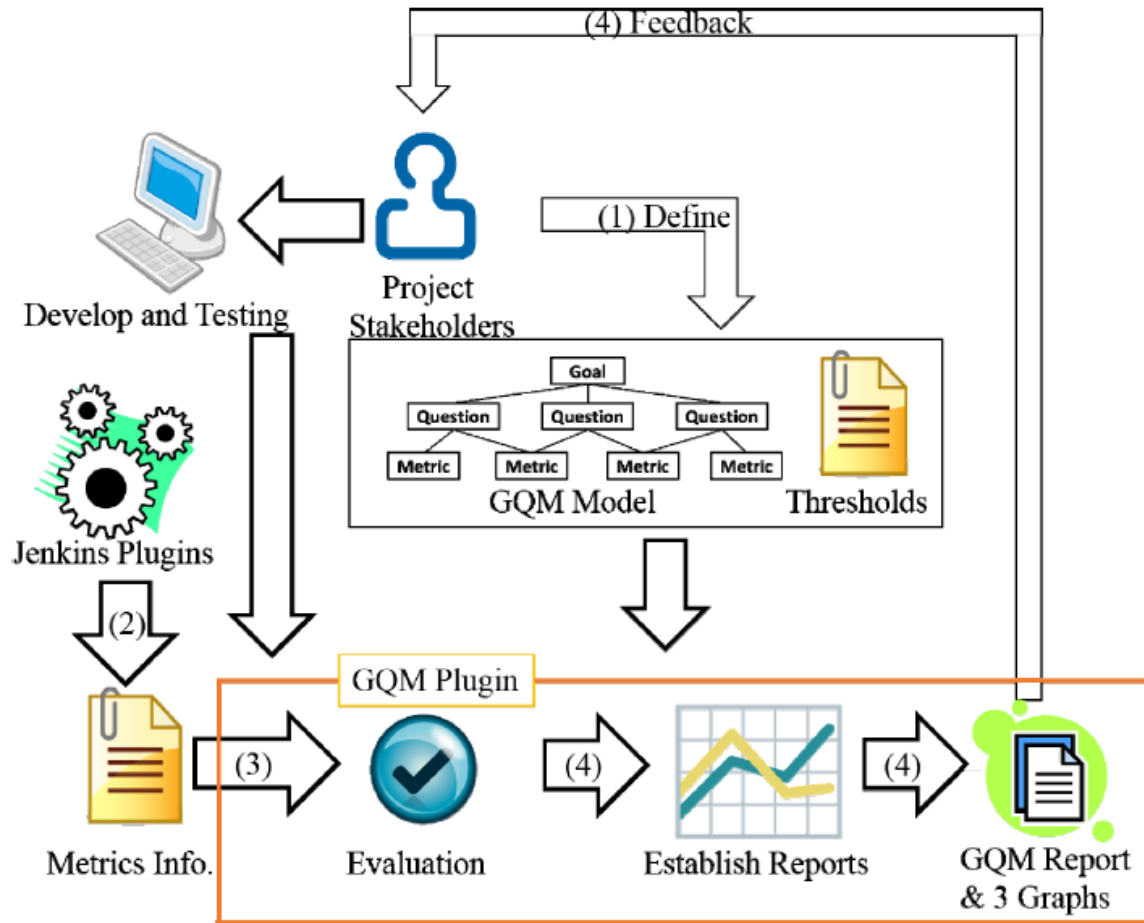 (4) Feedback
(1) Define
Project
Stakeholders
Develop and Testing
Goal
Question
Question
Question
Metric
Metric
Metric
Metric
GQM Model
Thresholds
Jenkins Plugins
(2)
GQM Plugin
(3)
(4)
(4)
Metrics Info.
Evaluation
Establish Reports
GQM Report
& 3 Graphs